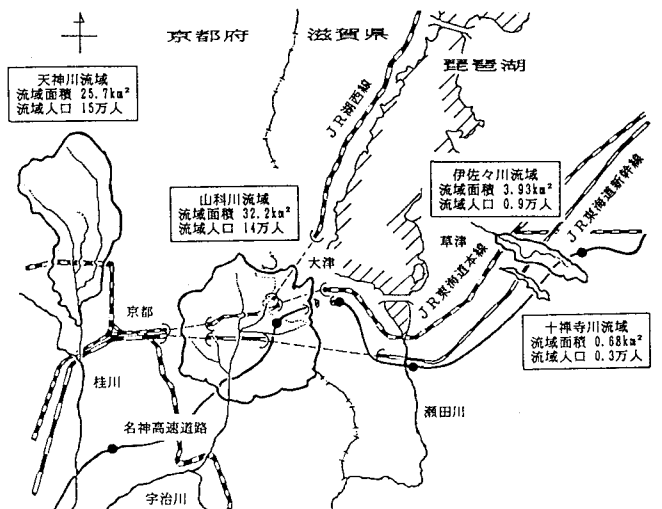 京都府
滋賀県
琵琶湖
天神川流域
流域面積 25.7km²
流域人口 15万人
JR湖西線
山科川流域
流域面積 32.2km²
流域人口 14万人
伊佐々川流域
流域面積 3.93km²
流域人口 0.9万人
JR東海道新幹線
草津
大津
JR東海道本線
京都
十禅寺川流域
流域面積 0.68km²
流域人口 0.3万人
桂川
瀬田川
名神高速道路
宇治川